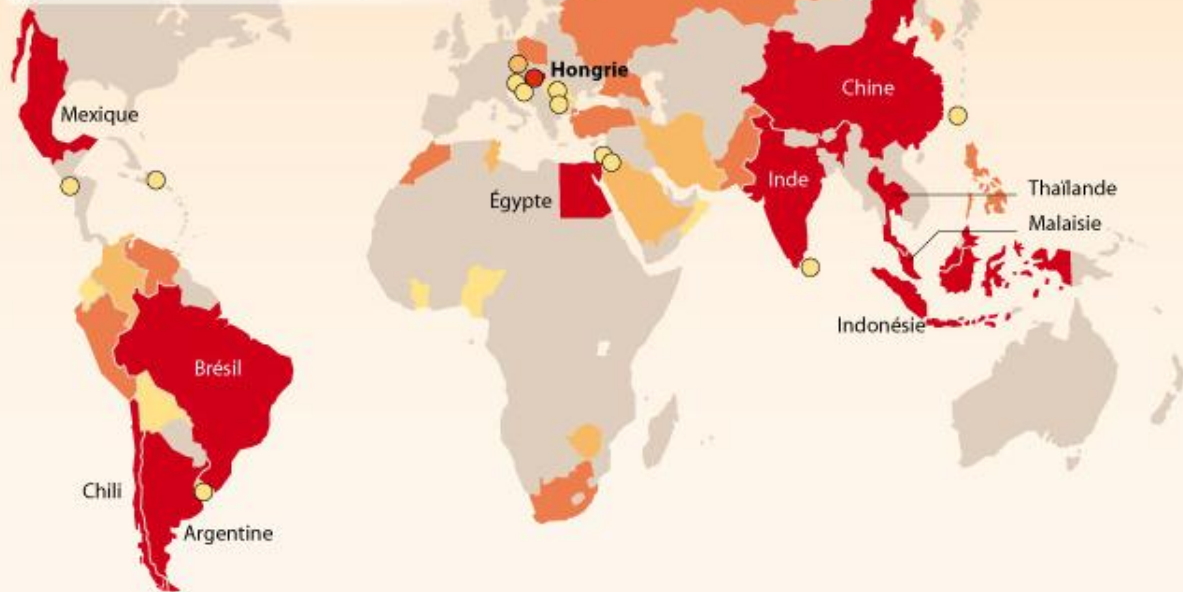 Hongrie
Chine
Mexique
Inde
Thaïlande
Égypte
Malaisie
Indonésie
Brésil
Chili
Argentine